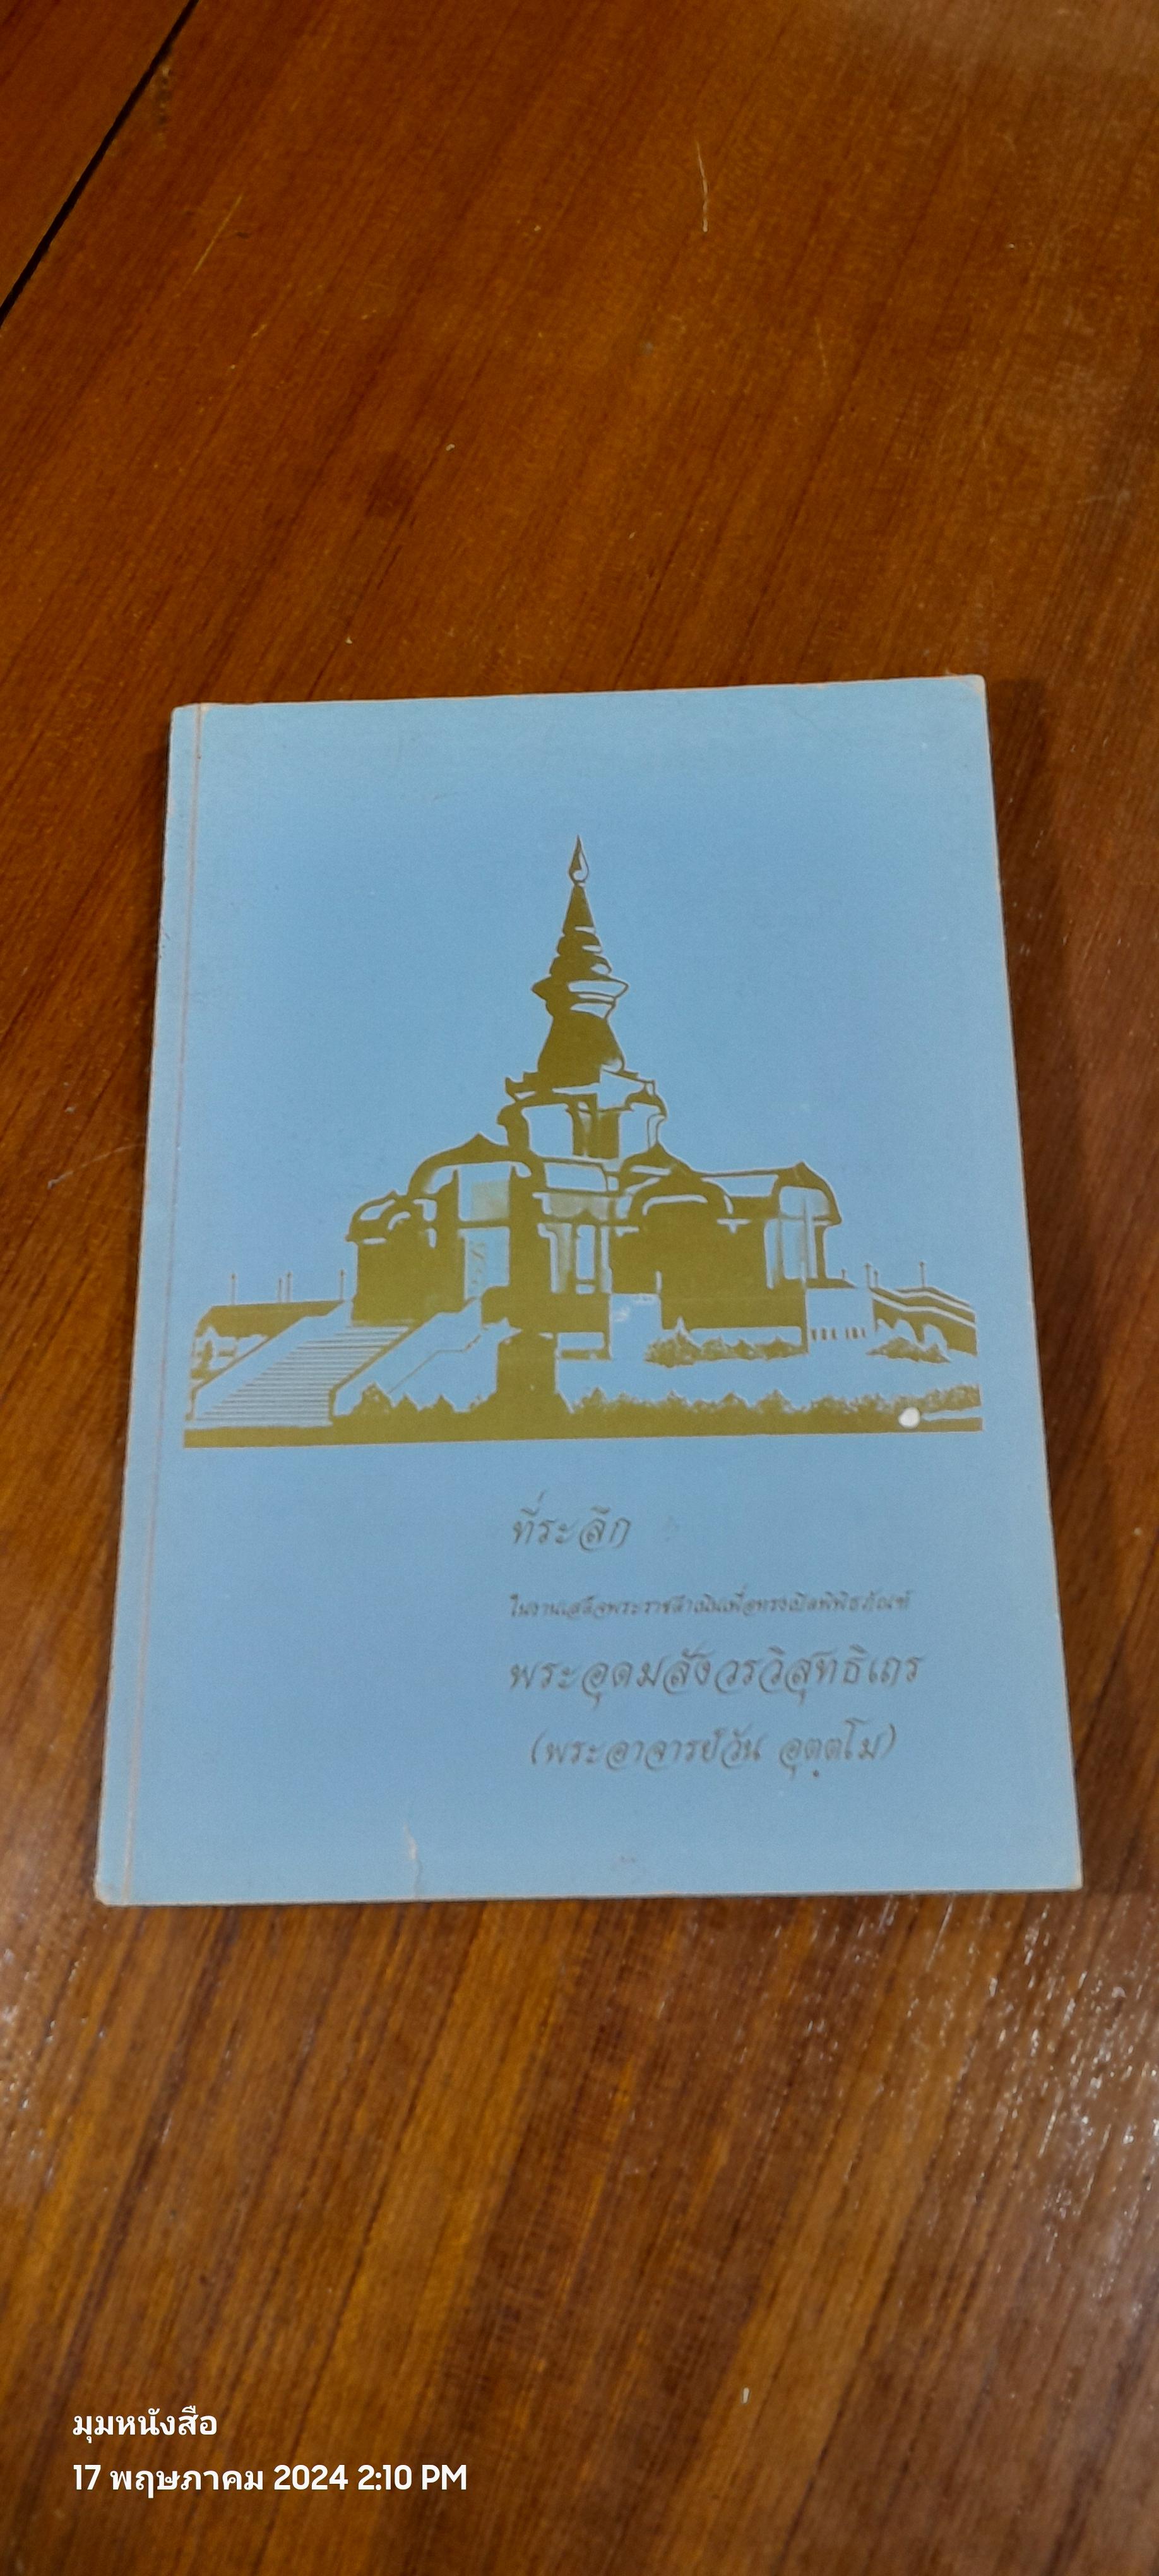 ที่ระลึก
ในงานเสด็จพระราชดำเนินเพื่อทรงเปิดพิพิธภัณฑ์
พระอุดมสังวรวิสุทธิเถร
(พระอาจารย์วัน อุตฺตโม)
มุมหนังสือ
17 พฤษภาคม 2024 2:10 PM